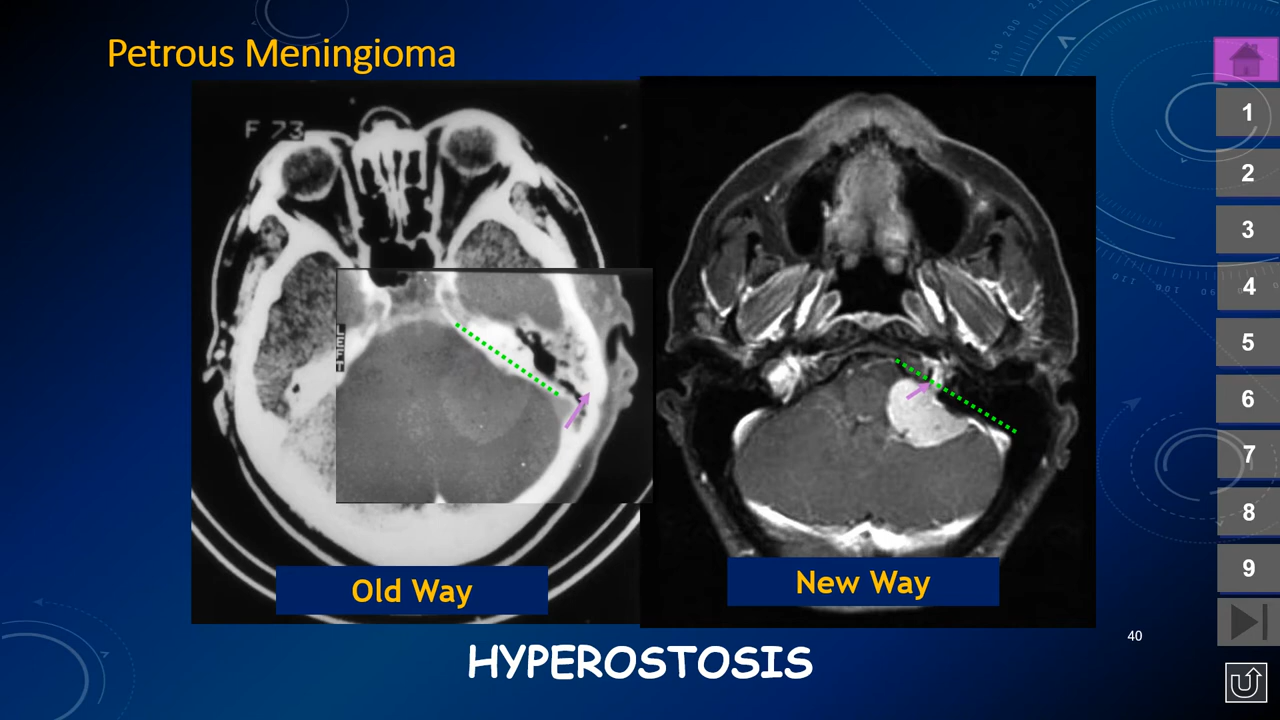 Petrous Meningioma
F 73
LEFT
Old Way
New Way
HYPEROSTOSIS
40
1
2
3
4
5
6
7
8
9